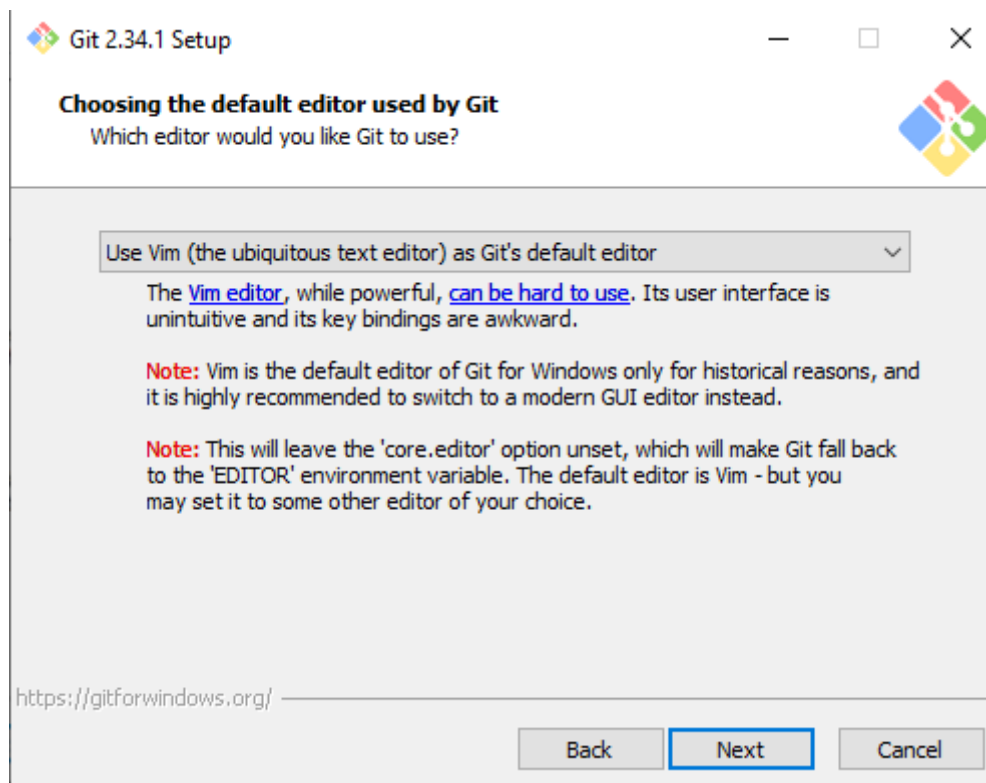 Git 2.34.1 Setup
Choosing the default editor used by Git
Which editor would you like Git to use?
Use Vim (the ubiquitous text editor) as Git's default editor
The Vim editor, while powerful, can be hard to use. Its user interface is
unintuitive and its key bindings are awkward.
Note: Vim is the default editor of Git for Windows only for historical reasons, and
it is highly recommended to switch to a modern GUI editor instead.
Note: This will leave the 'core.editor' option unset, which will make Git fall back
to the 'EDITOR' environment variable. The default editor is Vim - but you
may set it to some other editor of your choice.
https://gitforwindows.org/
Back Next Cancel